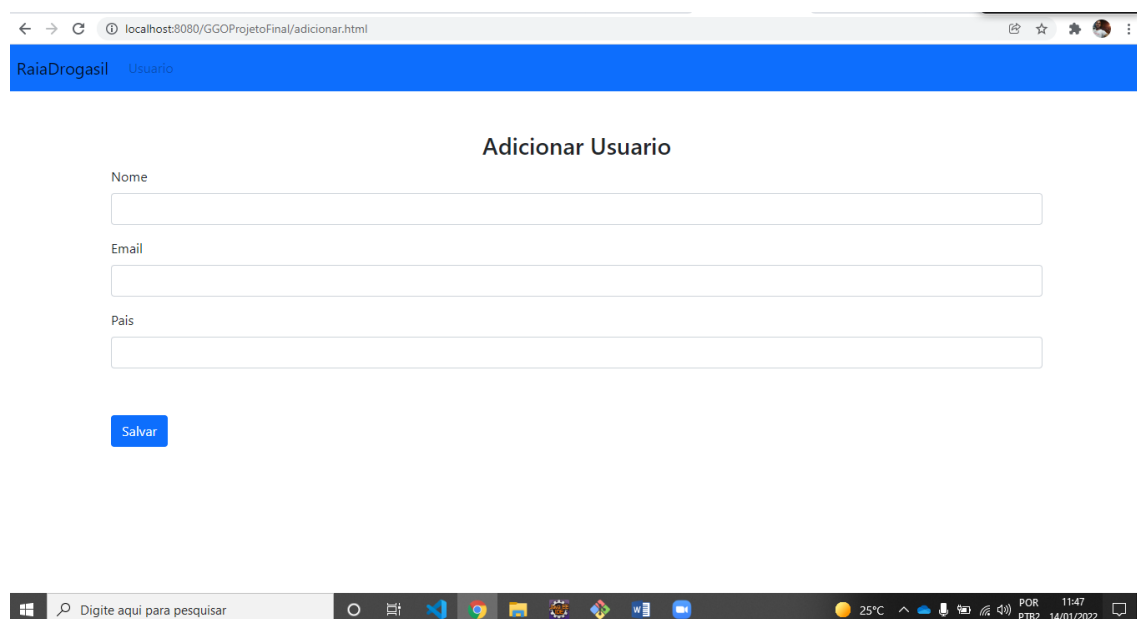 localhost:8080/GGOProjetoFinal/adicionar.html
RaiaDrogasil Usuario
Adicionar Usuario
Nome
Email
Pais
Salvar
Digite aqui para pesquisar
25°C
POR 11:47
PTB2 14/01/2022